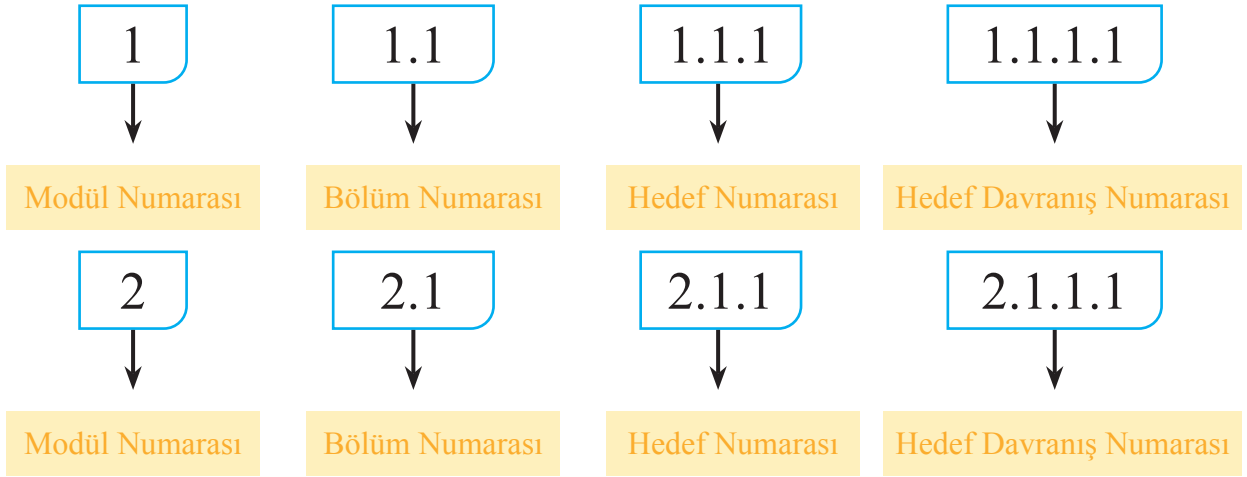 1 1.1 1.1.1 1.1.1.1
Modül Numarası Bölüm Numarası Hedef Numarası Hedef Davranış Numarası
2 2.1 2.1.1 2.1.1.1
Modül Numarası Bölüm Numarası Hedef Numarası Hedef Davranış Numarası